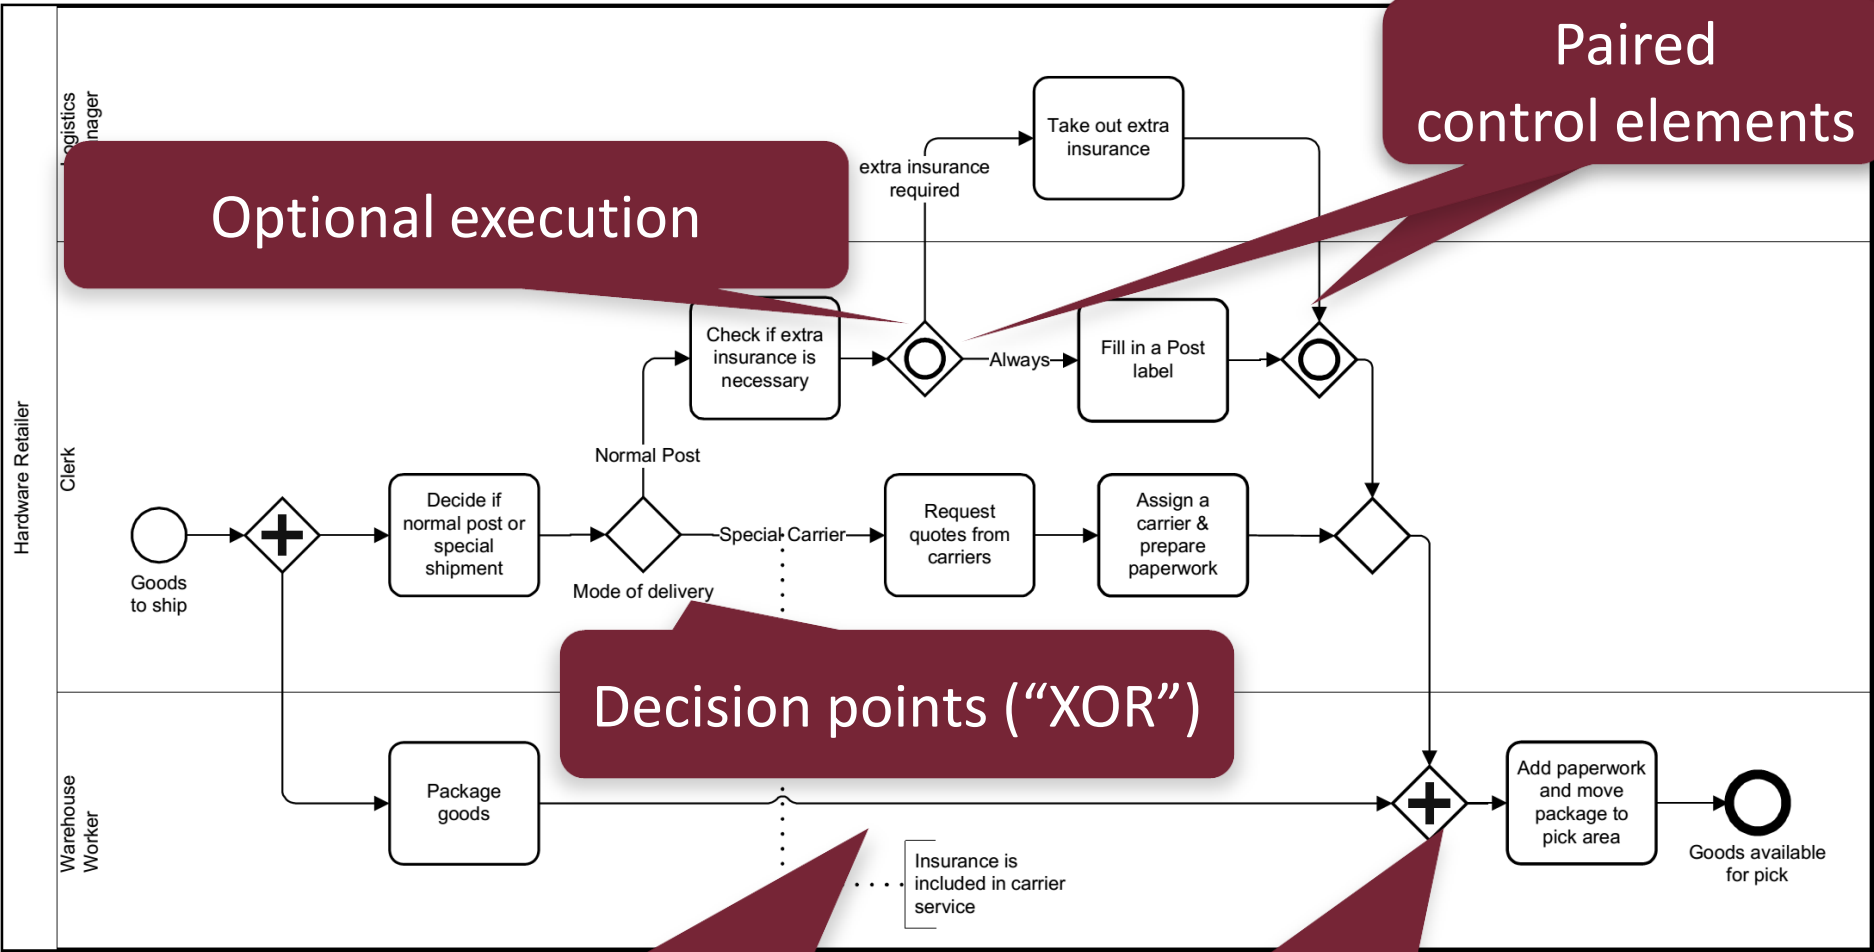 Hardware Retailer
Clerk
Warehouse
Worker
Paired
control elements
Optional execution
Take out extra
insurance
extra insurance
required
Check if extra
insurance is
necessary
Always
Fill in a Post
label
Normal Post
Goods
to ship
Decide if
normal post or
special
shipment
Mode of delivery
Special Carrier
Request
quotes from
carriers
Assign a
carrier &
prepare
paperwork
Decision points (“XOR”)
Package
goods
Insurance is
included in carrier
service
Add paperwork
and move
package to
pick area
Goods available
for pick